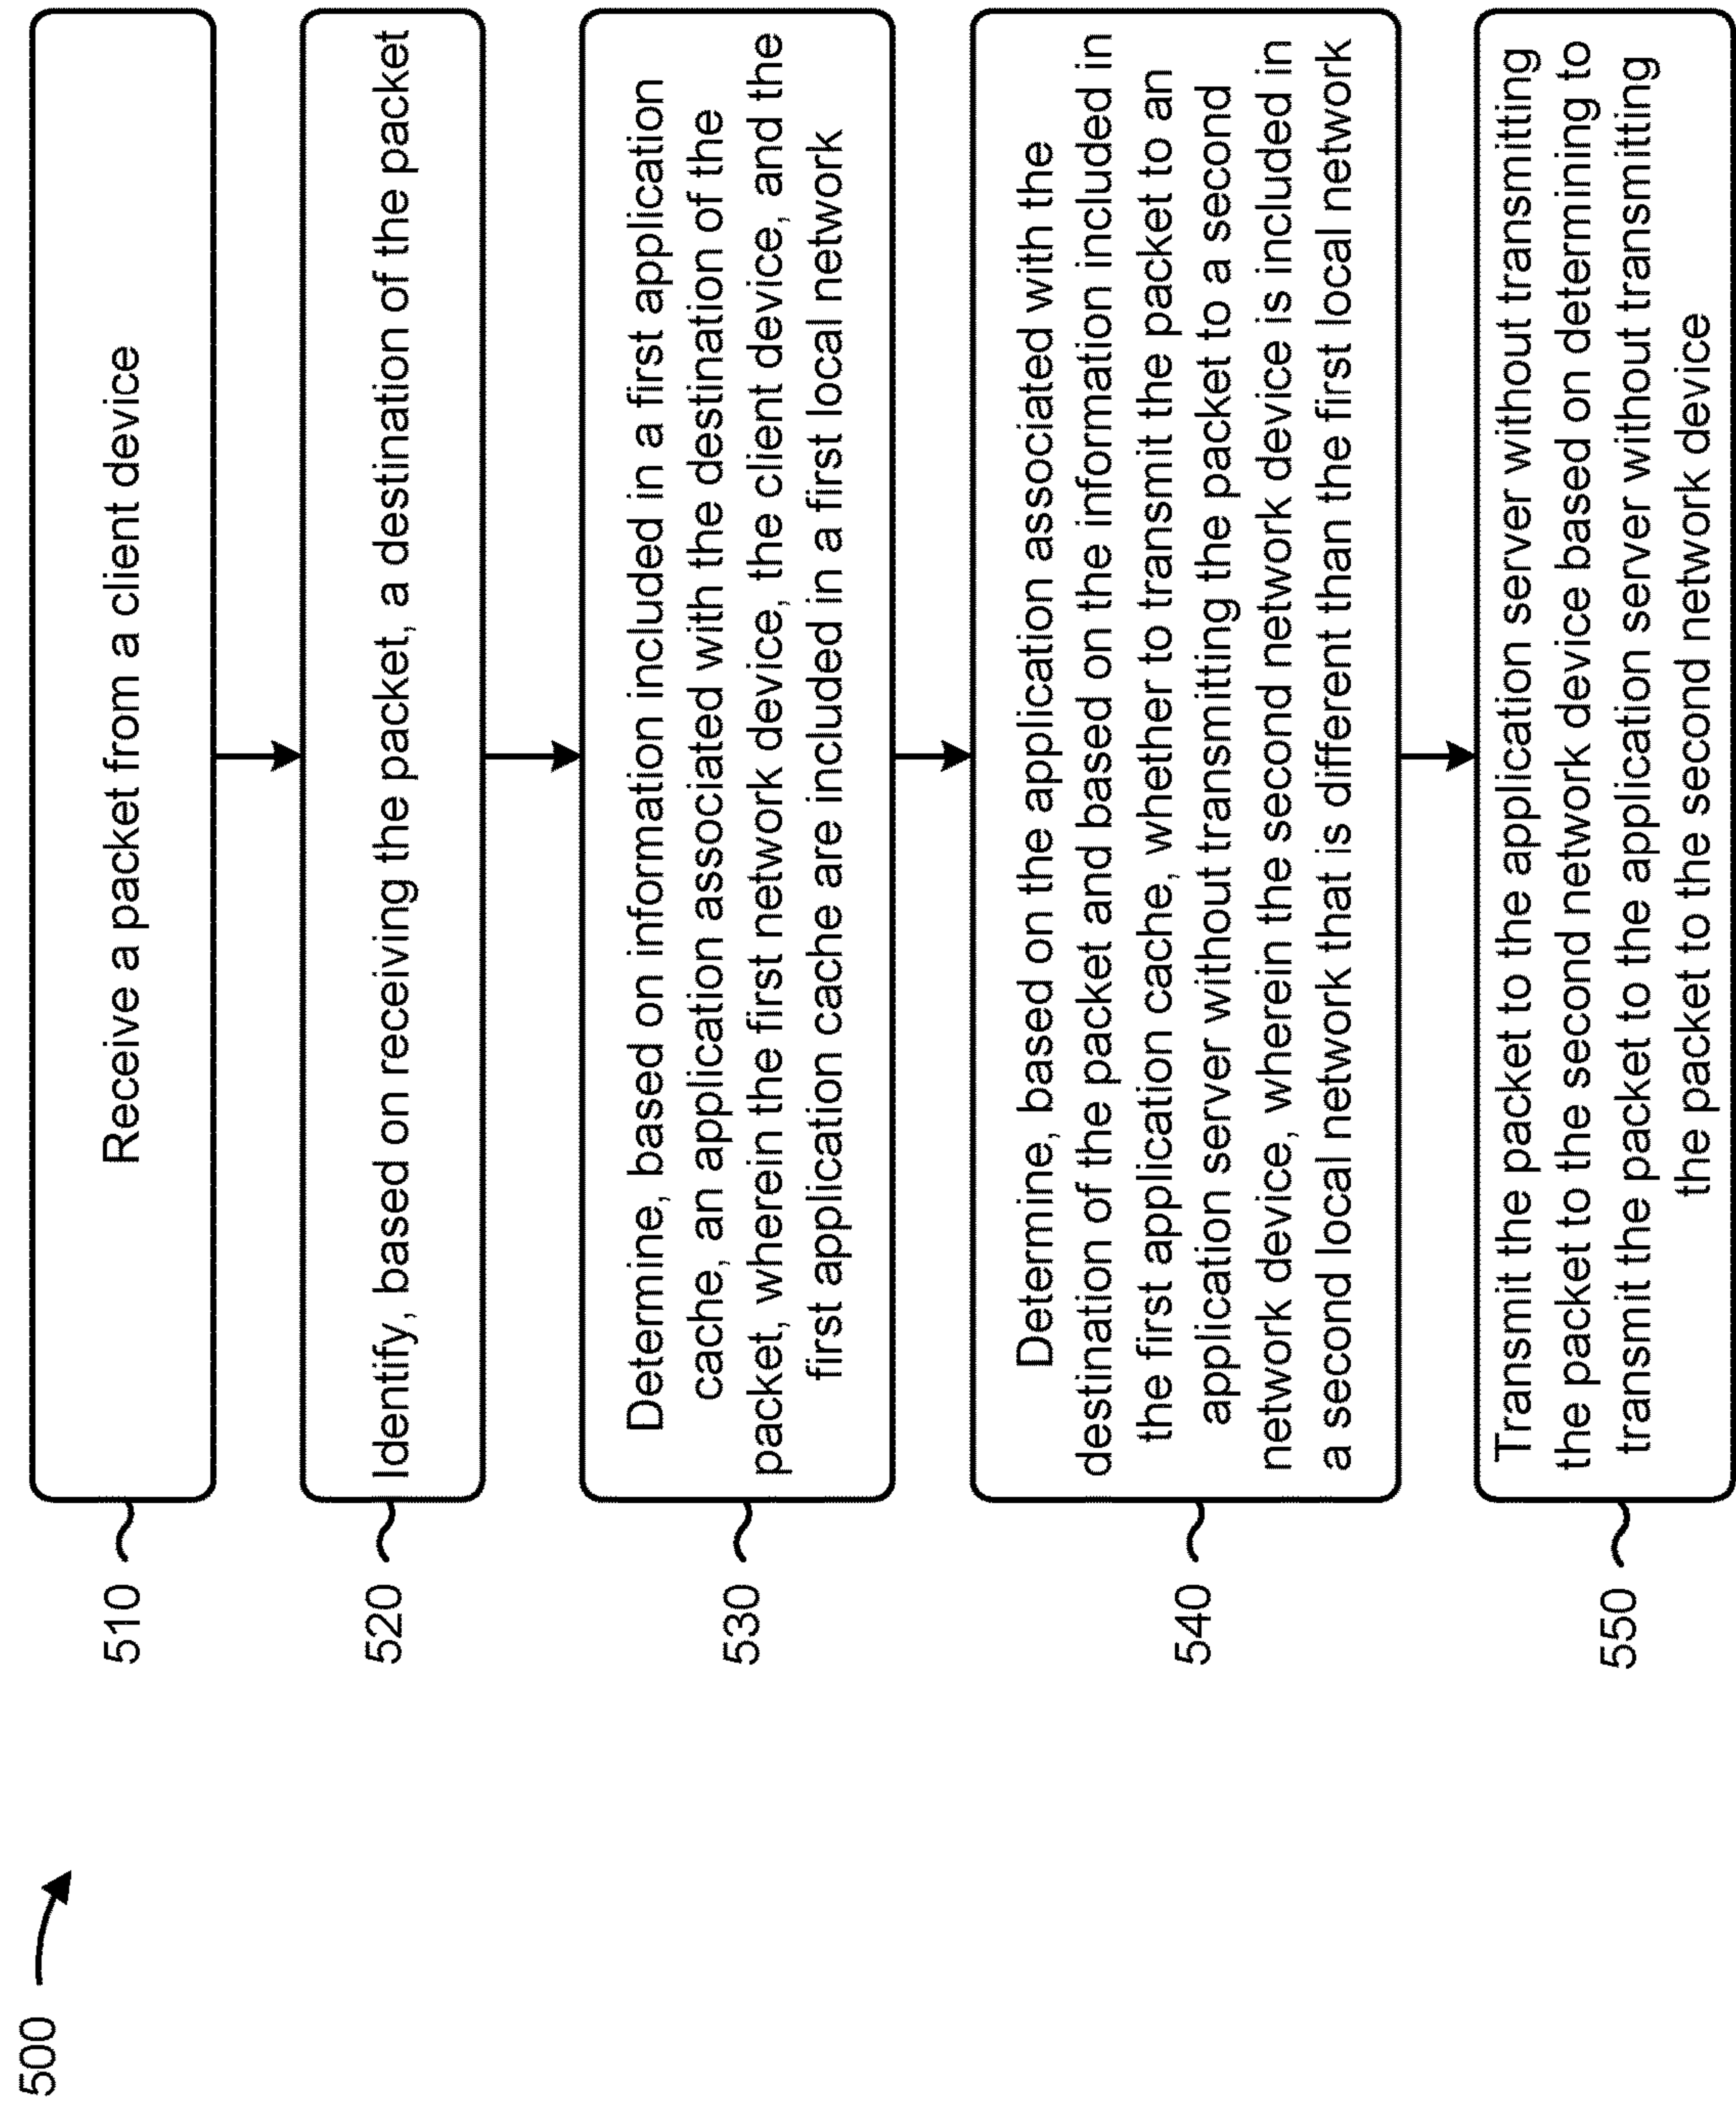 500
510
Receive a packet from a client device
520
Identify, based on receiving the packet, a destination of the packet
530
Determine, based on information included in a first application
cache, an application associated with the destination of the
packet, wherein the first network device, the client device, and the
first application cache are included in a first local network
540
Determine, based on the application associated with the
destination of the packet and based on the information included in
the first application cache, whether to transmit the packet to an
application server without transmitting the packet to a second
network device, wherein the second network device is included in
a second local network that is different than the first local network
550
Transmit the packet to the application server without transmitting
the packet to the second network device based on determining to
transmit the packet to the application server without transmitting
the packet to the second network device